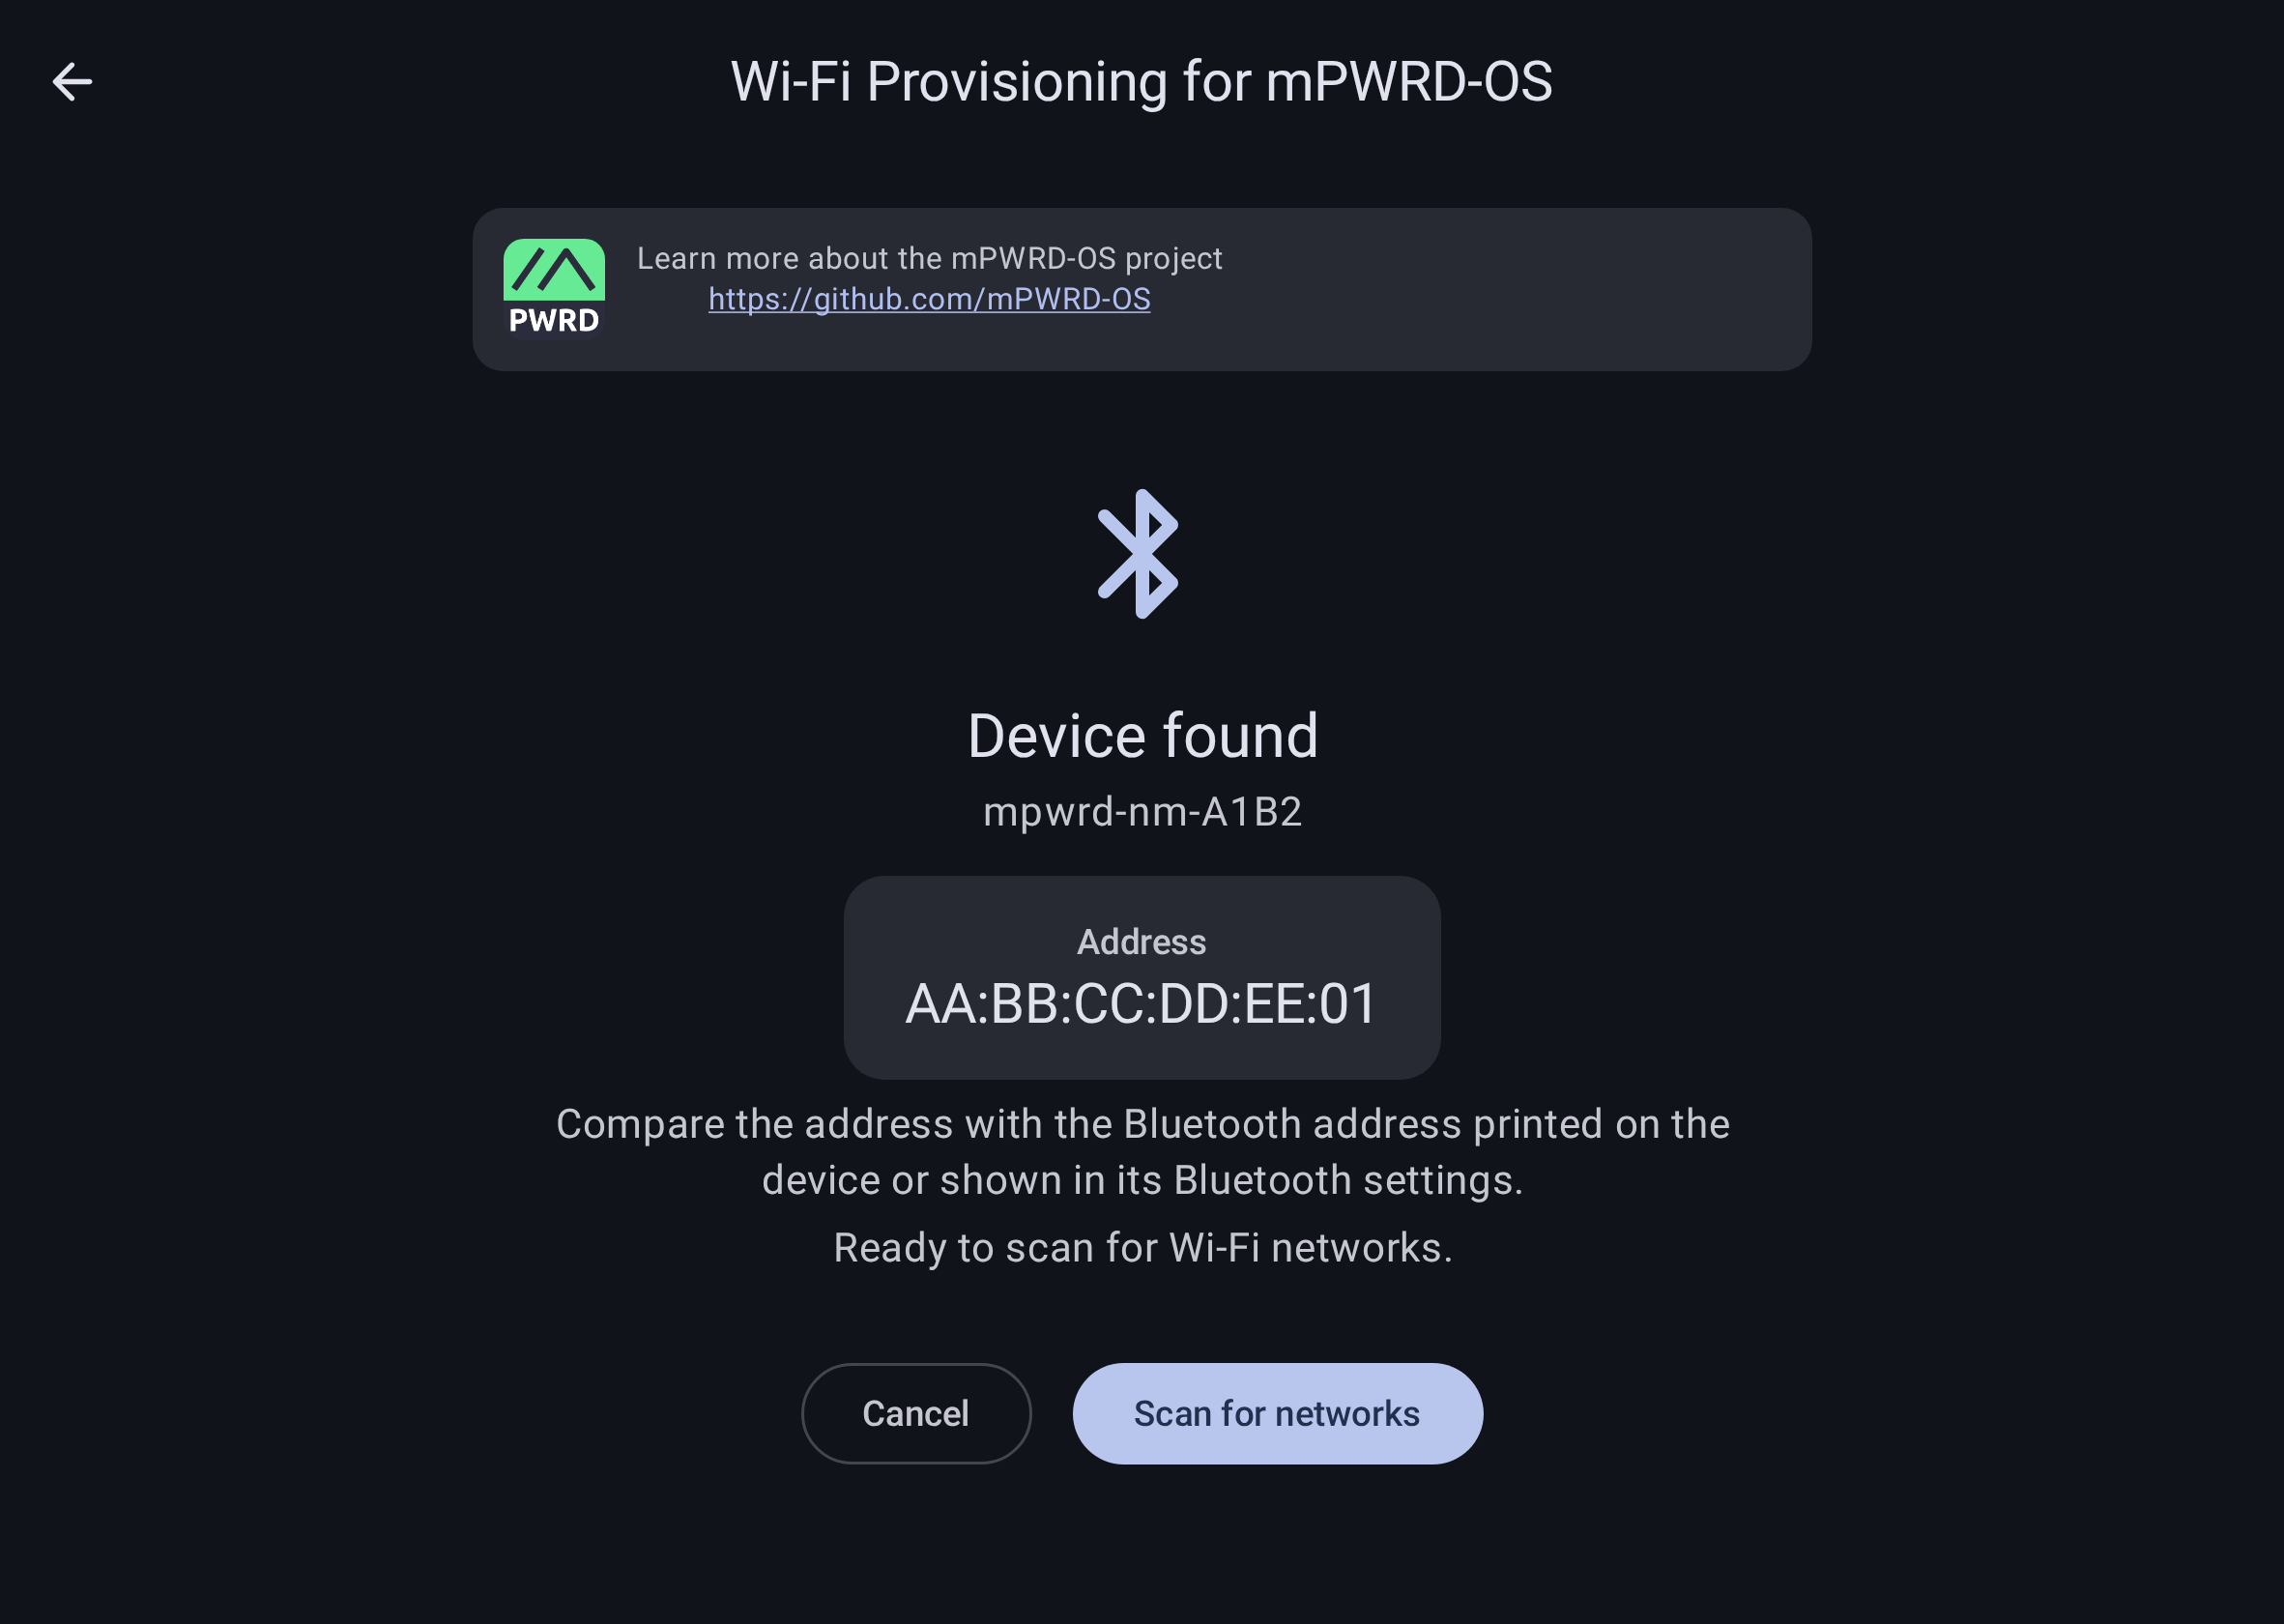 Wi-Fi Provisioning for mPWRD-OS
Learn more about the mPWRD-OS project
https://github.com/mPWRD-OS
PWRD
Device found
mpwrd-nm-A1B2
Address
AA:BB:CC:DD:EE:01
Compare the address with the Bluetooth address printed on the
device or shown in its Bluetooth settings.
Ready to scan for Wi-Fi networks.
Cancel
Scan for networks